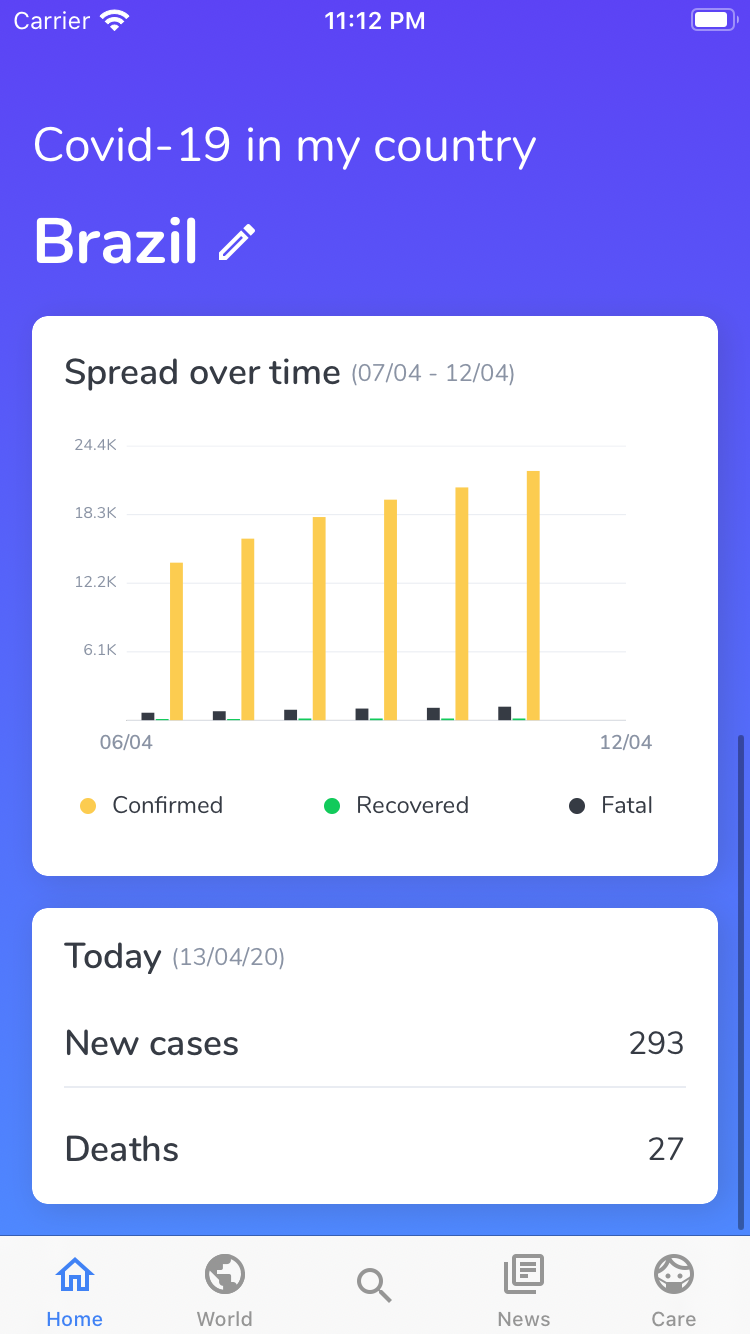 Carrier 11:12 PM
Covid-19 in my country
Brazil
Spread over time (07/04 - 12/04)
24.4K
18.3K
12.2K
6.1K
06/04 12/04
Confirmed Recovered Fatal
Today (13/04/20)
New cases 293
Deaths 27
Home World News Care